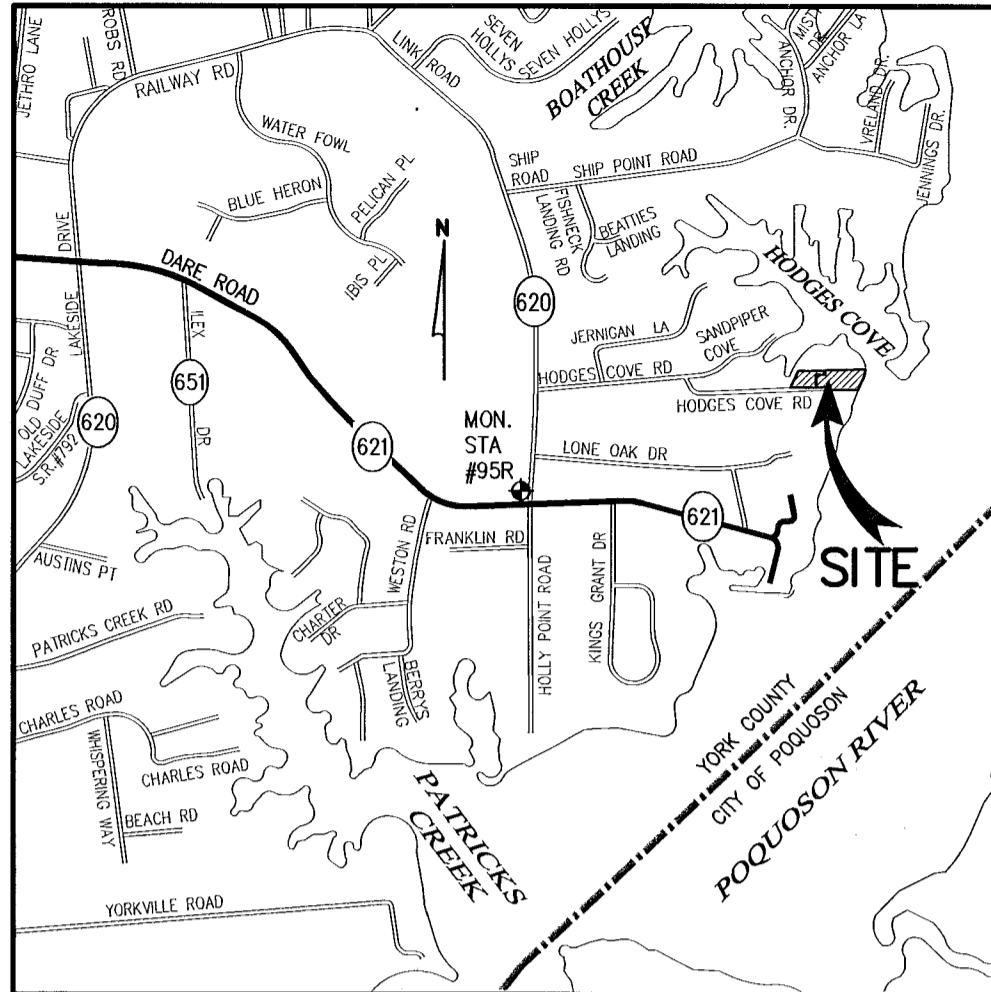 JETHRO LANE
ROBS RD
RAILWAY RD
LINK ROAD
SEVEN
HOLLYS
SEVEN HOLLYS
BOATHOUSE
CREEK
MISTY
DR
ANCHOR LA
ANCHOR DR.
VRELAND DR.
JENNINGS DR.
WATER FOWL
BLUE HERON
PELICAN PL
IBIS PL
SHIP
ROAD
SHIP POINT ROAD
FISHNECK
LANDING RD
BEATTIES
LANDING
HODGES COVE
LAKESIDE DRIVE
DARE ROAD
N
620
ILEX DR
651
JERNIGAN LA
SANDPIPER
COVE
HODGES COVE RD
HODGES COVE RD
OLD DUFF DR
LAKESIDE
S.R.#792
620
621
MON.
STA
#95R
LONE OAK DR
621
SITE
AUSTINS PT
FRANKLIN RD
WESTON RD
KINGS GRANT DR
HOLLY POINT ROAD
CHARTER
DR
BERRYS
LANDING
PATRICKS CREEK RD
CHARLES ROAD
CHARLES ROAD
WHISPERING WAY
BEACH RD
PATRICKS
CREEK
YORK COUNTY
CITY OF POQUOSON
POQUOSON RIVER
YORKVILLE ROAD